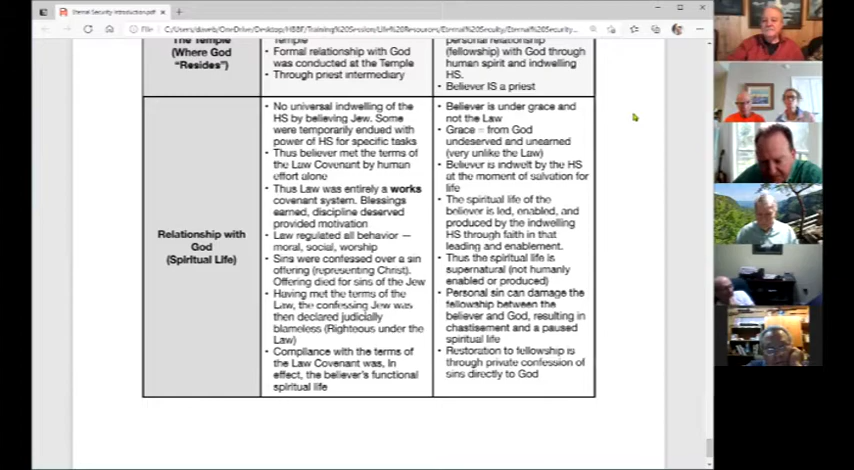 Eternal Security Introduction.pdf
File
C:/Users/
The Temple
(Where God
"Resides")
Temple
• Formal relationship with God
was conducted at the Temple
• Through priest intermediary
personal relationship
(fellowship) with God through
human spirit and indwelling
HS.
• Believer IS a priest
Relationship with
God
(Spiritual Life)
• No universal indwelling of the
HS by believing Jew. Some
were temporarily endued with
power of HS for specific tasks
• Thus believer met the terms of
the Law Covenant by human
effort alone
• Thus Law was entirely a works
covenant system. Blessings
earned, discipline deserved
provided motivation
• Law regulated all behavior —
moral, social, worship
• Sins were confessed over a sin
offering (representing Christ).
Offering died for sins of the Jew
• Having met the terms of the
Law, the confessing Jew was
then declared judicially
blameless (Righteous under the
Law)
• Compliance with the terms of
the Law Covenant was, in
effect, the believer's functional
spiritual life
• Believer is under grace and
not the Law
• Grace = from God
undeserved and unearned
(very unlike the Law)
• Believer is indwelt by the HS
at the moment of salvation for
life
• The spiritual life of the
believer is led, enabled, and
produced by the indwelling
HS through faith in that
leading and enablement.
• Thus the spiritual life is
supernatural (not humanly
enabled or produced)
• Personal sin can damage the
fellowship between the
believer and God, resulting in
chastisement and a paused
spiritual life
• Restoration to fellowship is
through private confession of
sins directly to God